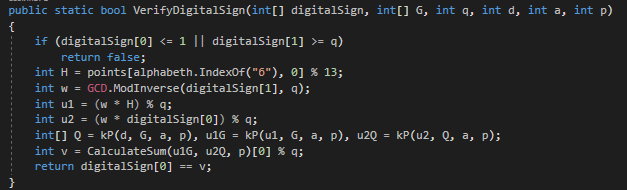 public static bool VerifyDigitalSign(int[] digitalSign, int[] G, int q, int d, int a, int p)
{
if (digitalSign[0] <= 1 || digitalSign[1] >= q)
return false;
int H = points[alphabeth.IndexOf("6"), 0] % 13;
int w = GCD.ModInverse(digitalSign[1], q);
int u1 = (w * H) % q;
int u2 = (w * digitalSign[0]) % q;
int[] Q = kP(d, G, a, p), u1G = kP(u1, G, a, p), u2Q = kP(u2, Q, a, p);
int v = CalculateSum(u1G, u2Q, p)[0] % q;
return digitalSign[0] == v;
}